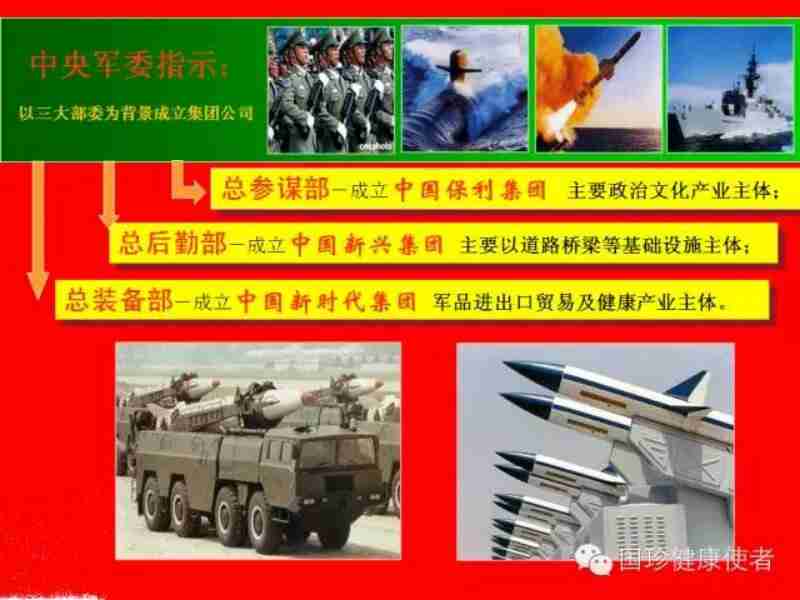 中央军委指示：
以三大部委为背景成立集团公司
总参谋部—成立中国保利集团 主要政治文化产业主体；
总后勤部—成立中国新兴集团 主要以道路桥梁等基础设施主体；
总装备部—成立中国新时代集团 军品进出口贸易及健康产业主体。
国珍健康使者